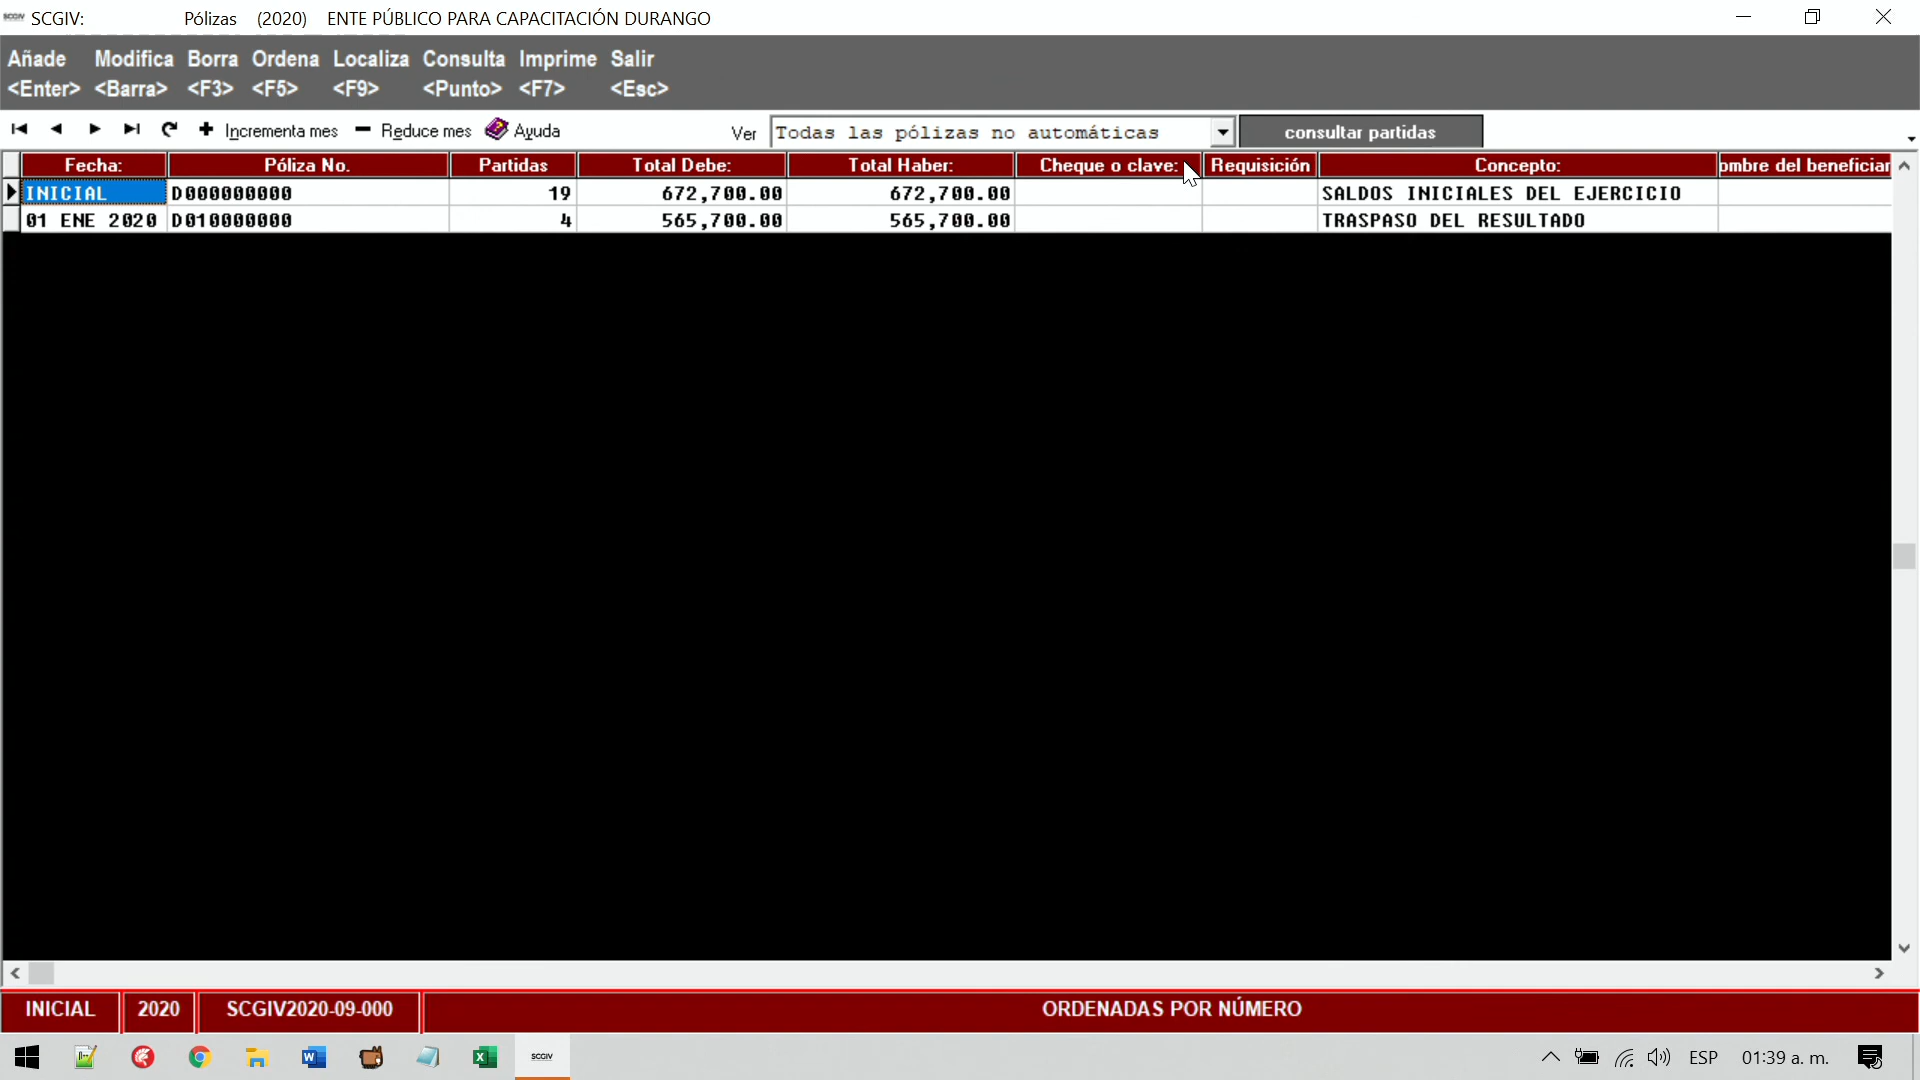 SCGIV: Pólizas (2020) ENTE PÚBLICO PARA CAPACITACIÓN DURANGO
Añade Modifica Borra Ordena Localiza Consulta Imprime Salir
<Enter> <Barra> <F3> <F5> <F9> <Punto> <F7> <Esc>
Incrementa mes Reduce mes Ayuda Ver Todas las pólizas no automáticas consultar partidas
Fecha: Póliza No. Partidas Total Debe: Total Haber: Cheque o clave: Requisición Concepto: ombre del beneficiar
INICIAL D000000000 19 672,700.00 672,700.00 SALDOS INICIALES DEL EJERCICIO
01 ENE 2020 D010000000 4 565,700.00 565,700.00 TRASPASO DEL RESULTADO
INICIAL 2020 SCGIV2020-09-000 ORDENADAS POR NÚMERO
SCGIV ESP 01:39 a. m.